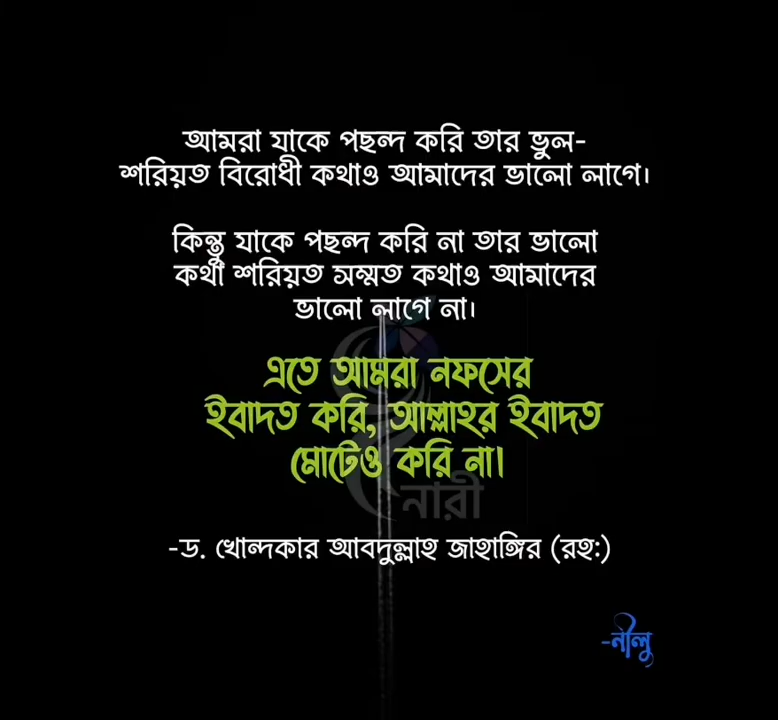 আমরা যাকে পছন্দ করি তার ভুল-
শরিয়ত বিরোধী কথাও আমাদের ভালো লাগে।
কিন্তু যাকে পছন্দ করি না তার ভালো
কথা শরিয়ত সম্মত কথাও আমাদের
ভালো লাগে না।
এতে আমরা নফসের
ইবাদত করি, আল্লাহর ইবাদত
মোটেও করি না।
নারী
-ড. খোন্দকার আবদুল্লাহ জাহাঙ্গির (রহ:)
-নীলু